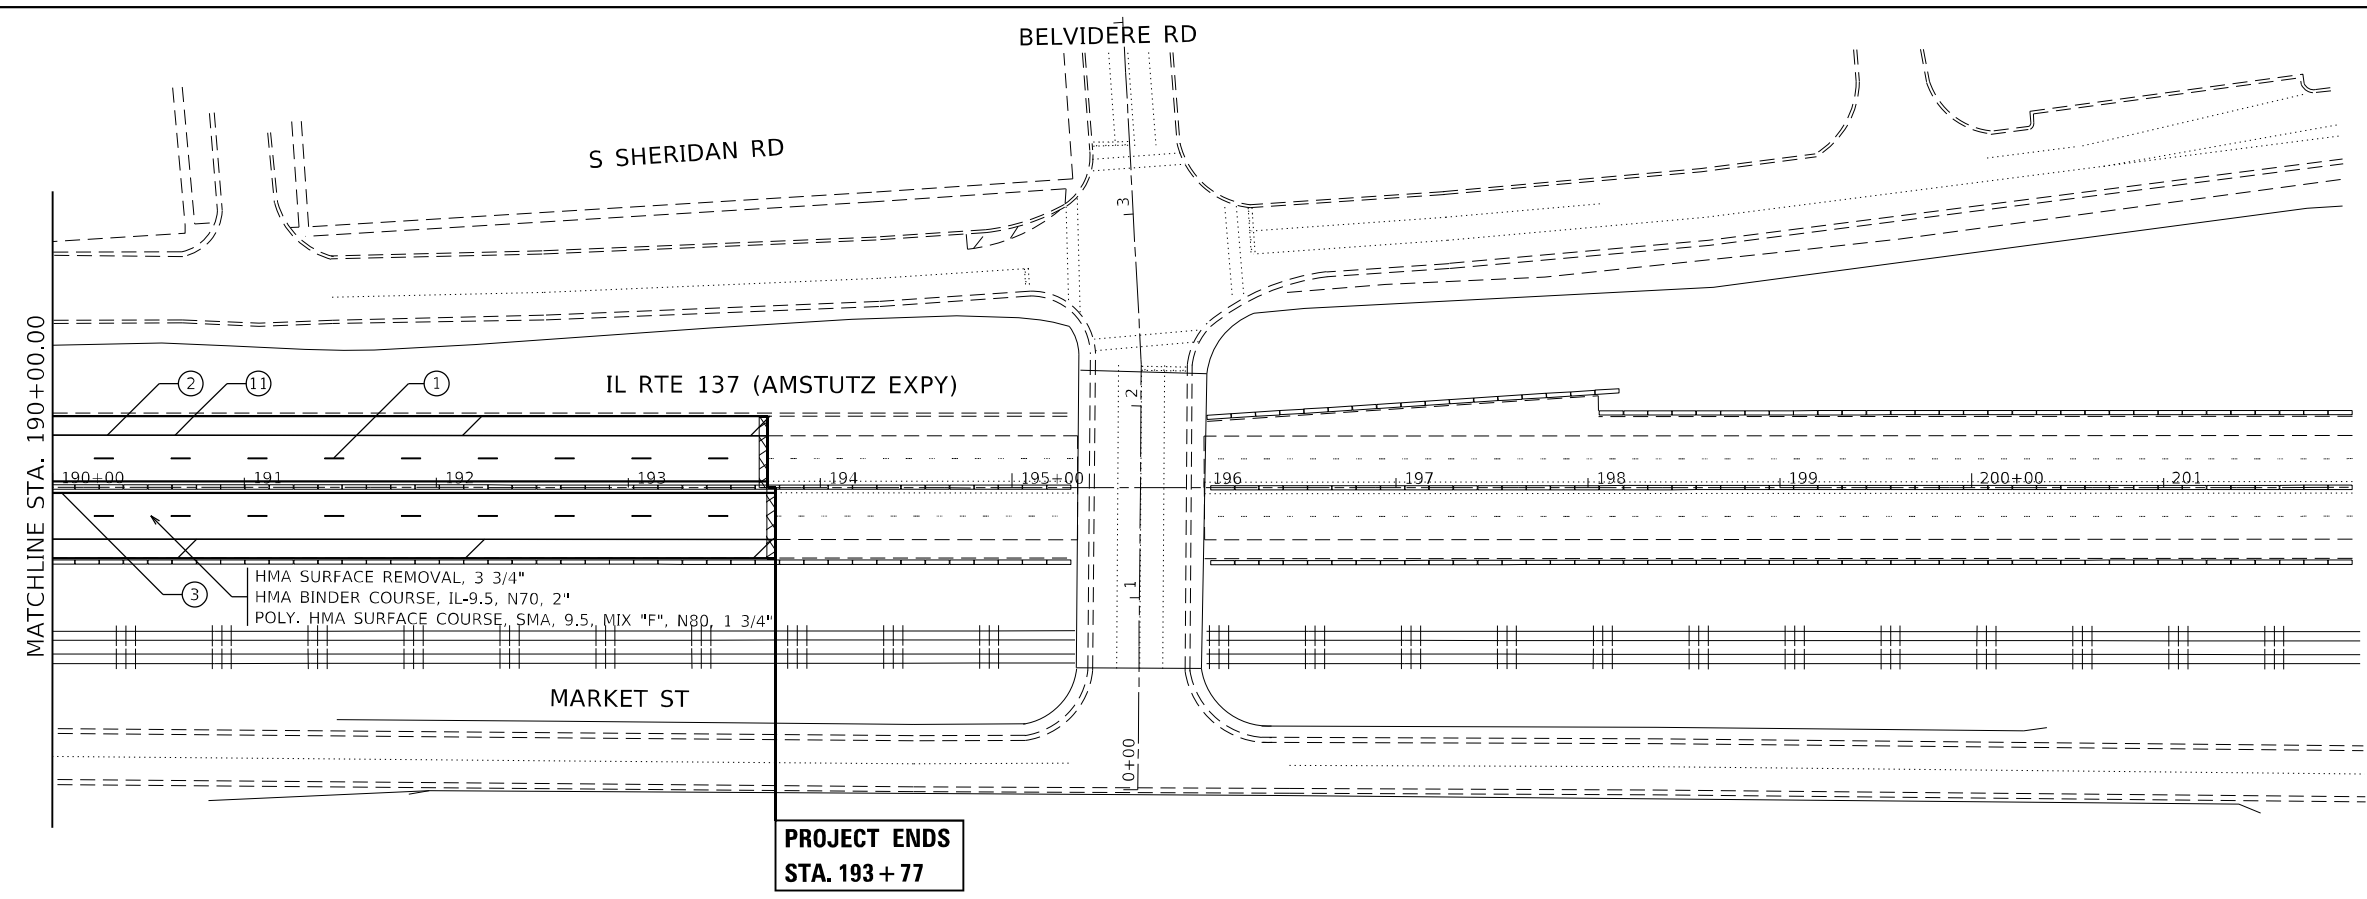 BELVIDERE RD
S SHERIDAN RD
3
MATCHLINE STA. 190+00.00
2
11
1
IL RTE 137 (AMSTUTZ EXPY)
2
190+00
191
192
193
194
195+00
196
197
198
199
200+00
201
3
HMA SURFACE REMOVAL, 3 3/4"
HMA BINDER COURSE, IL-9.5, N70, 2"
POLY. HMA SURFACE COURSE, SMA, 9.5, MIX "F", N80, 1 3/4"
1
MARKET ST
0+00
PROJECT ENDS
STA. 193+77